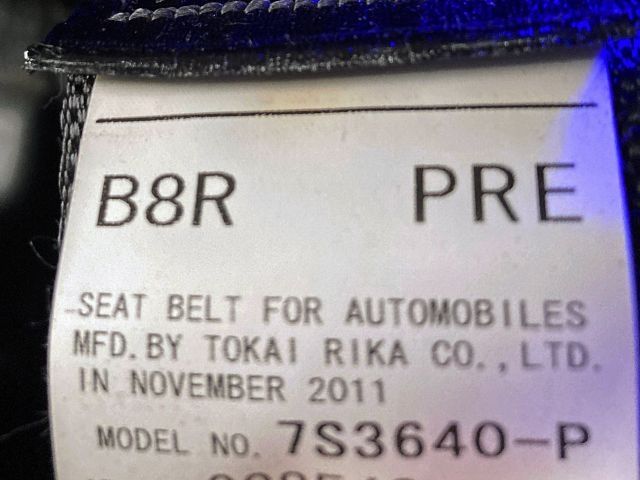 B8R PRE
SEAT BELT FOR AUTOMOBILES
MFD. BY TOKAI RIKA CO., LTD.
IN NOVEMBER 2011
MODEL NO. 7S3640-P